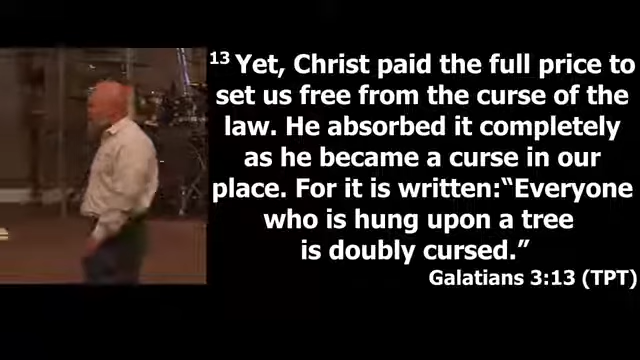 13 Yet, Christ paid the full price to
set us free from the curse of the
law. He absorbed it completely
as he became a curse in our
place. For it is written:“Everyone
who is hung upon a tree
is doubly cursed.”
Galatians 3:13 (TPT)